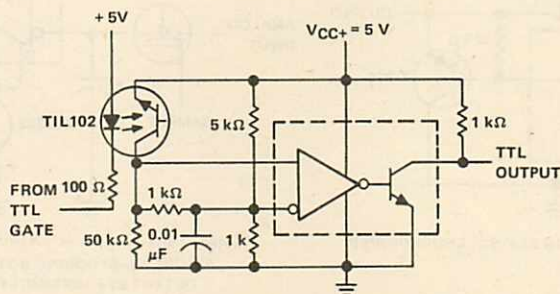 + 5V
VCC+ = 5 V
TIL102
5 kΩ
1 kΩ
TTL
OUTPUT
FROM
TTL
GATE
100 Ω
1 kΩ
50 kΩ
0.01
μF
1 k